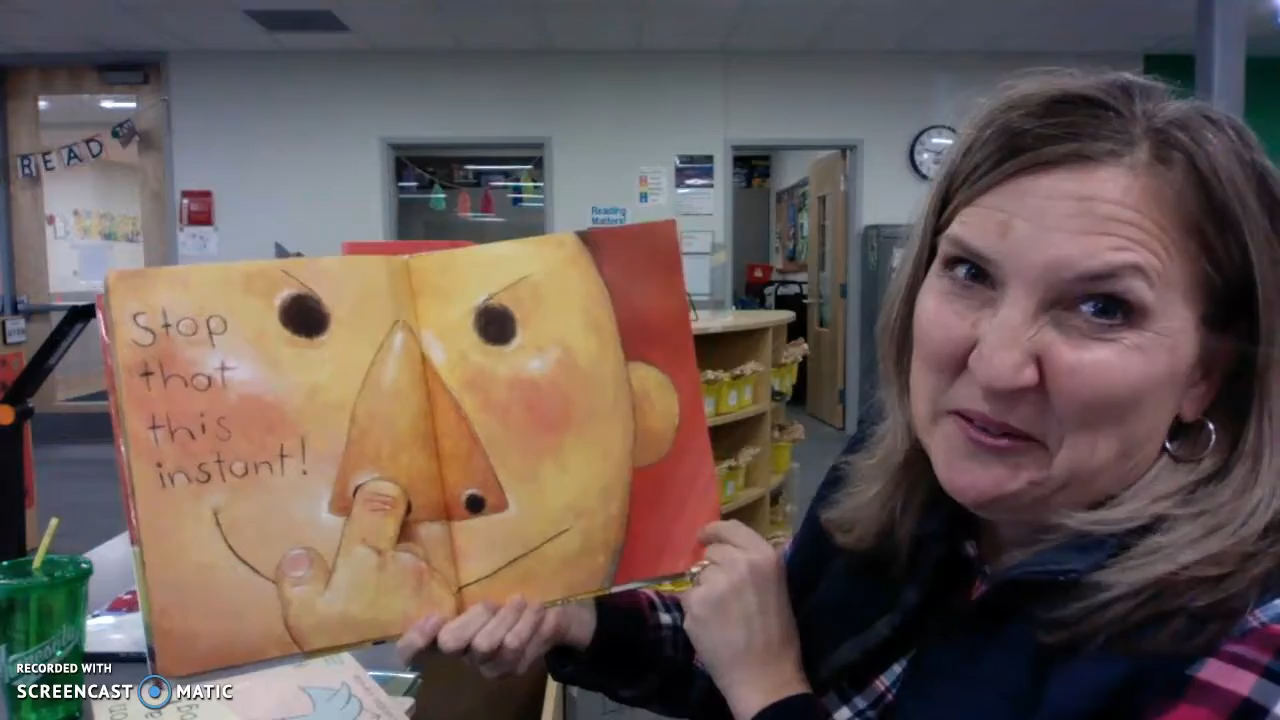 READ
Reading
Matters!
Stop
that
this
instant!
RECORDED WITH
SCREENCAST MATIC